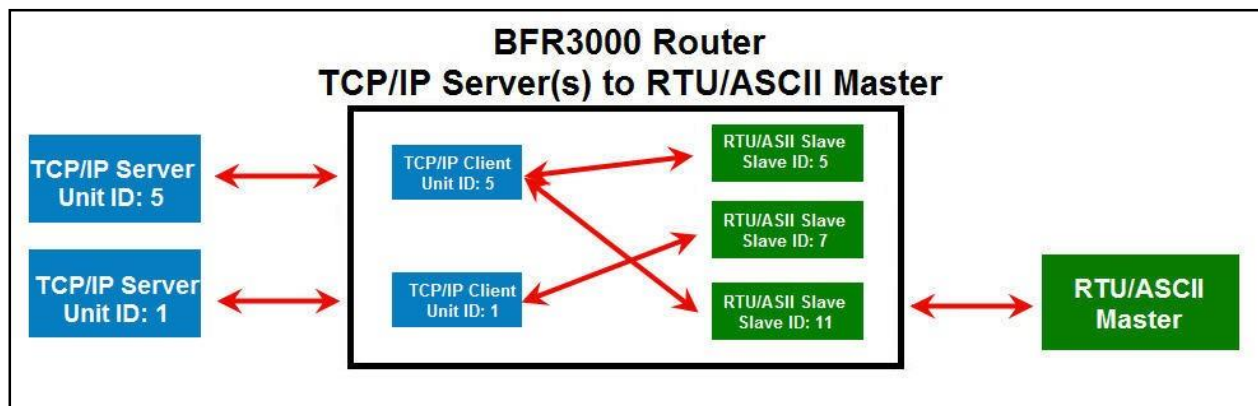 BFR3000 Router
TCP/IP Server(s) to RTU/ASCII Master
TCP/IP Server
Unit ID: 5
TCP/IP Server
Unit ID: 1
TCP/IP Client
Unit ID: 5
TCP/IP Client
Unit ID: 1
RTU/ASII Slave
Slave ID: 5
RTU/ASII Slave
Slave ID: 7
RTU/ASII Slave
Slave ID: 11
RTU/ASCII
Master